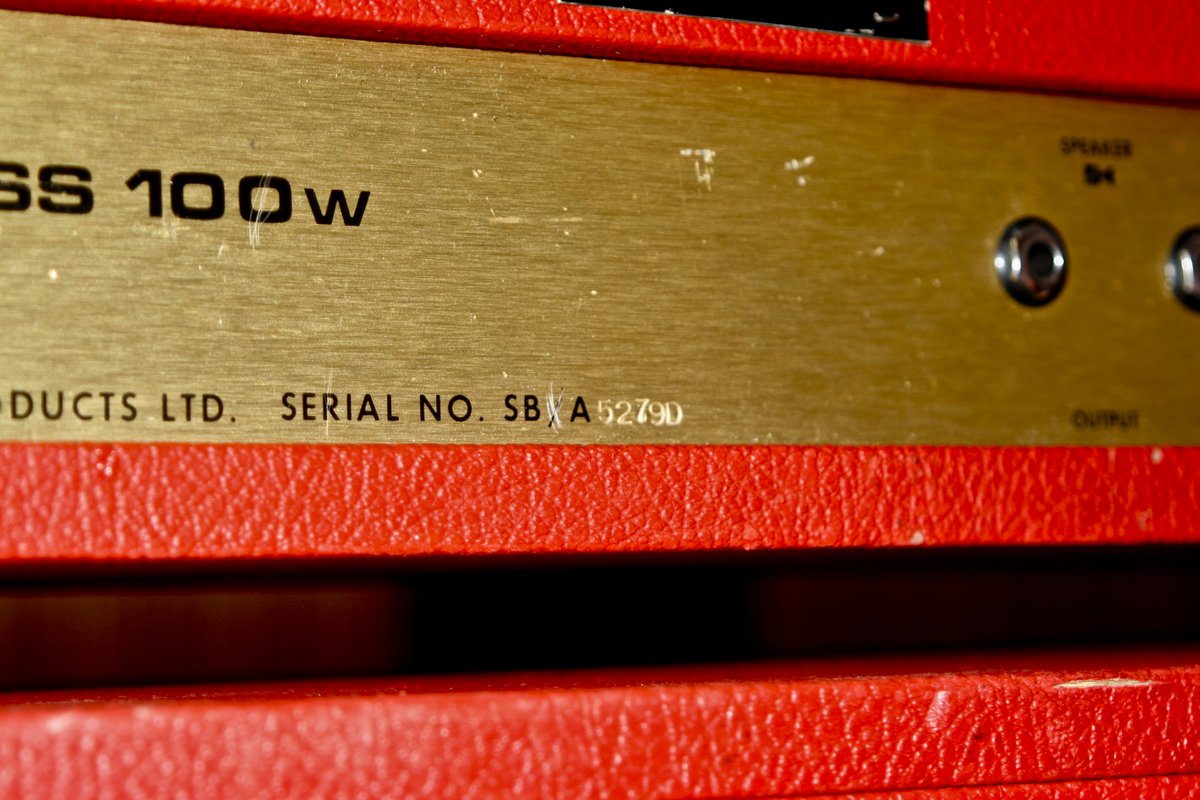 SPEAKER
SS 100W
ODUCTS LTD. SERIAL NO. SB/A 5279D
OUTPUT